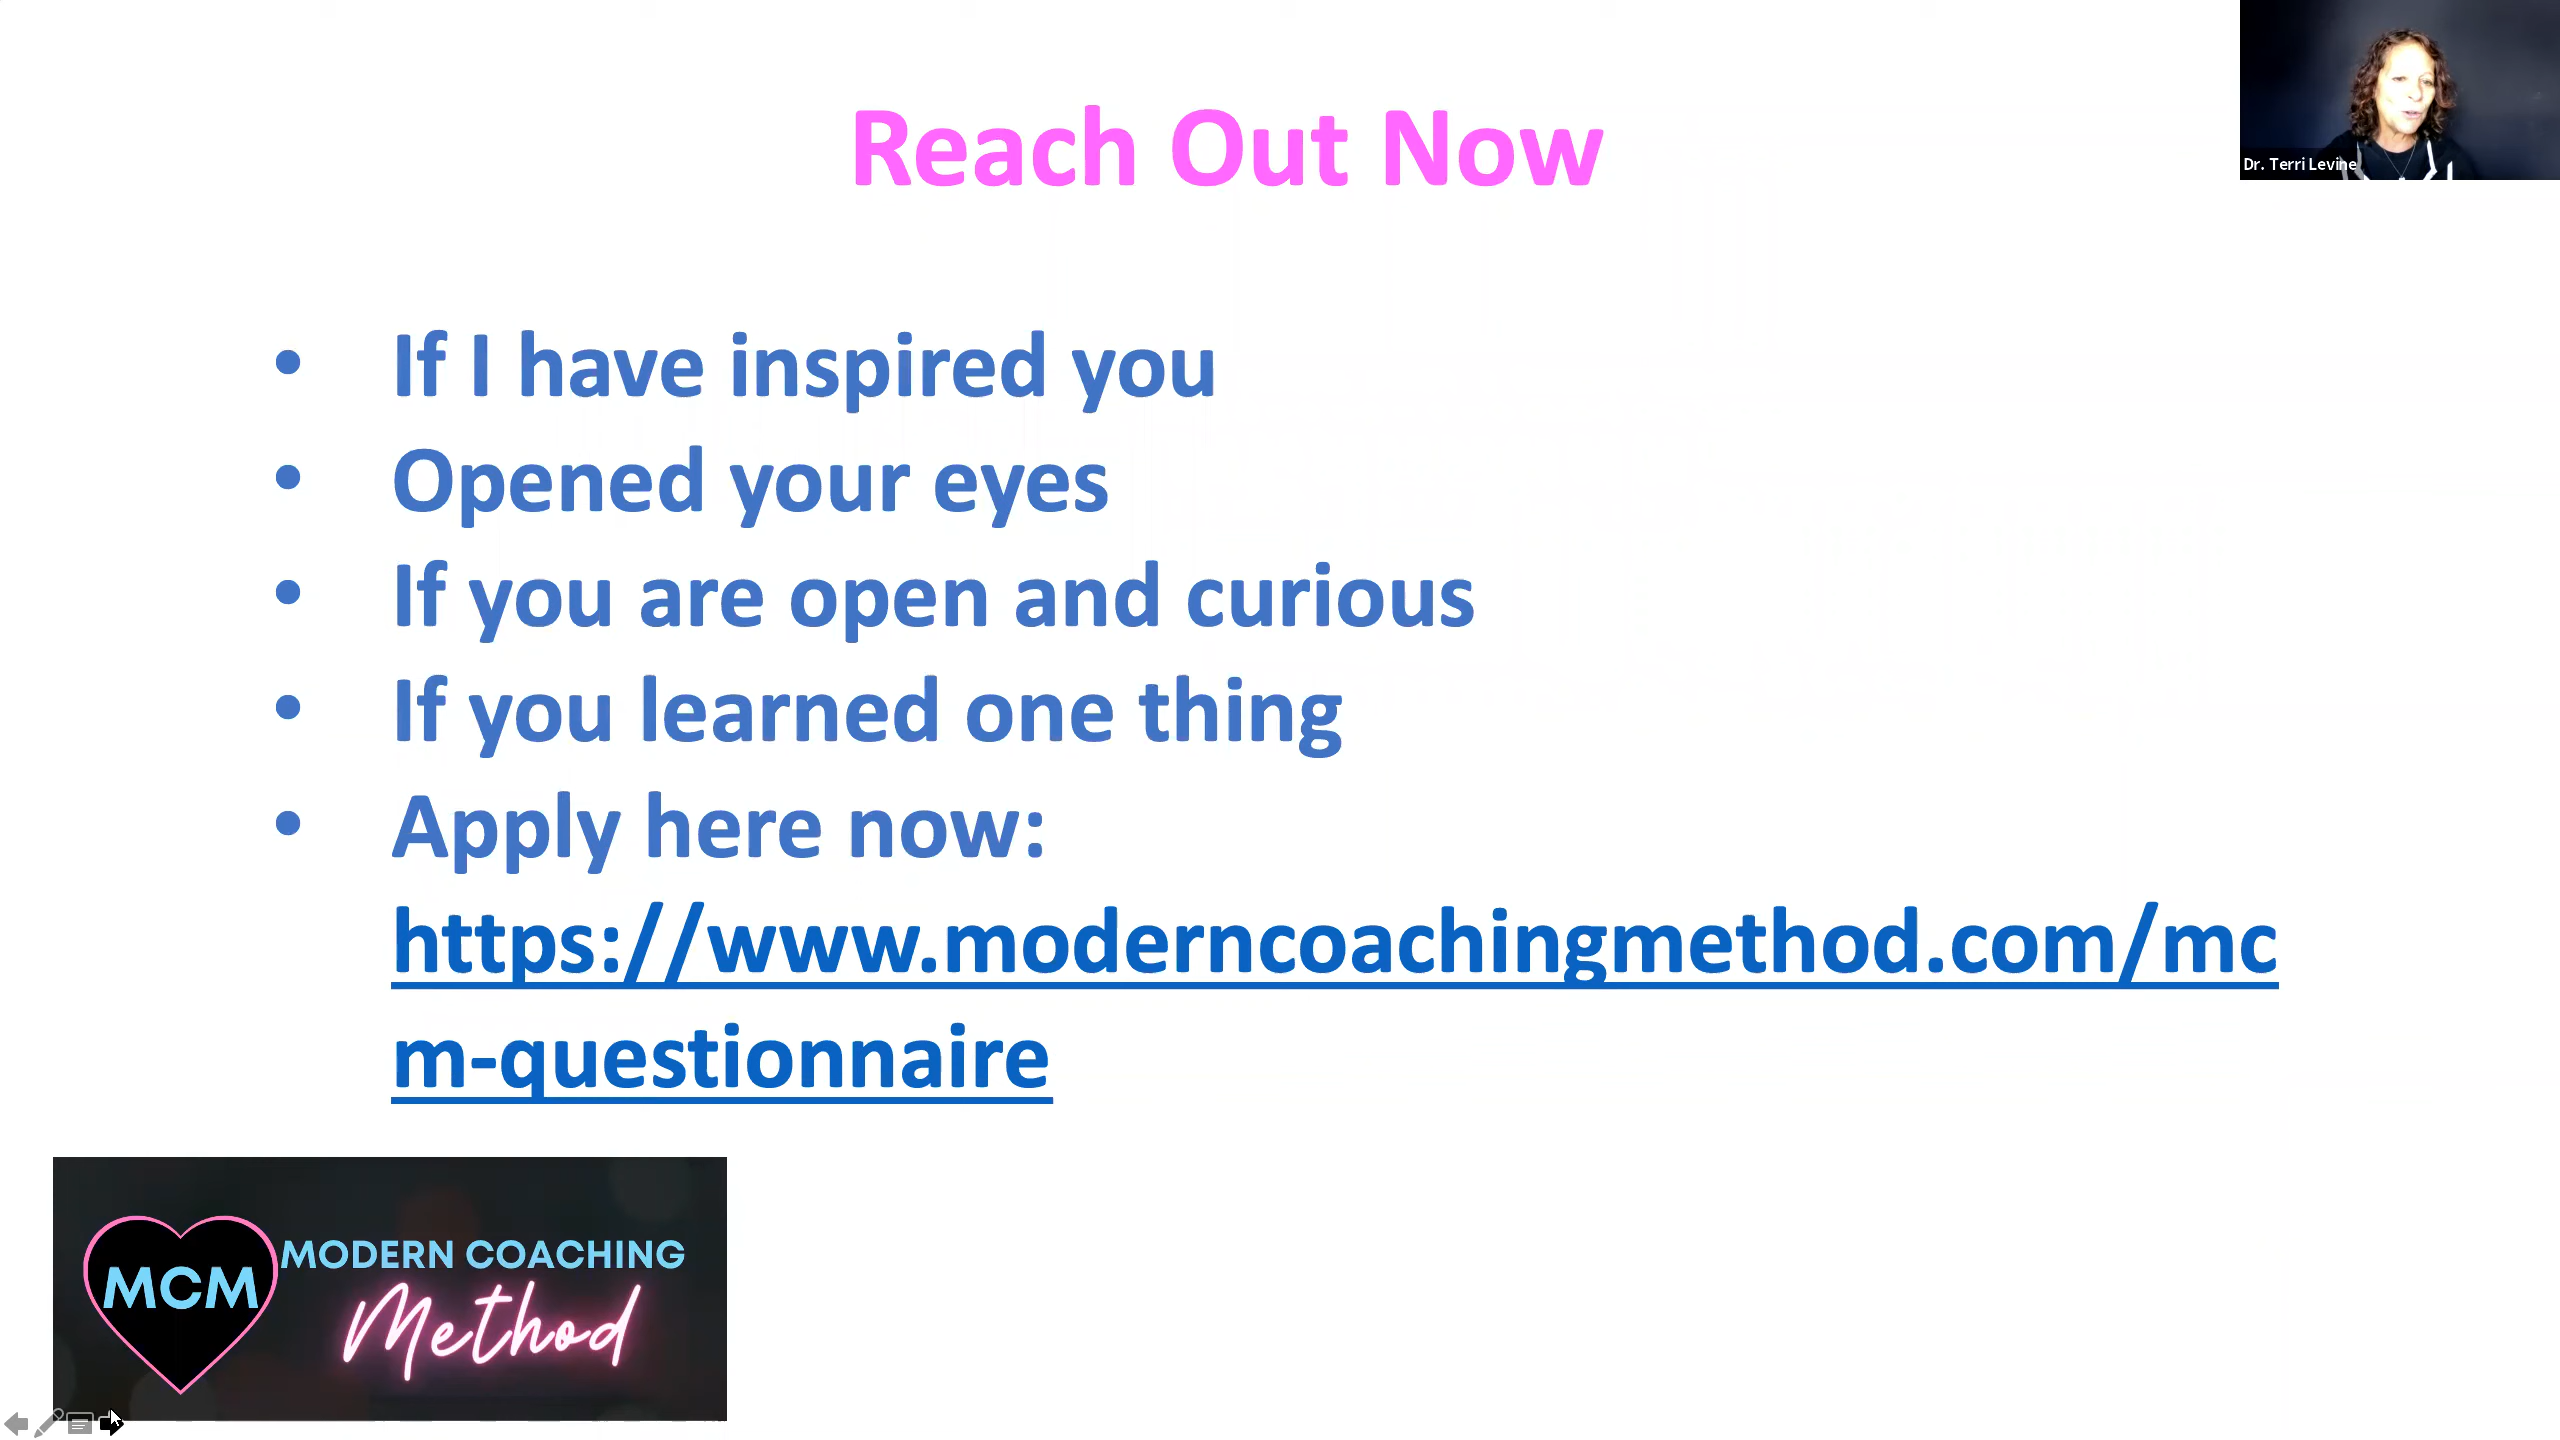 Reach Out Now
Dr. Terri Levine
• If I have inspired you
• Opened your eyes
• If you are open and curious
• If you learned one thing
• Apply here now:
https://www.moderncoachingmethod.com/mc
m-questionnaire
MCM
MODERN COACHING
Method